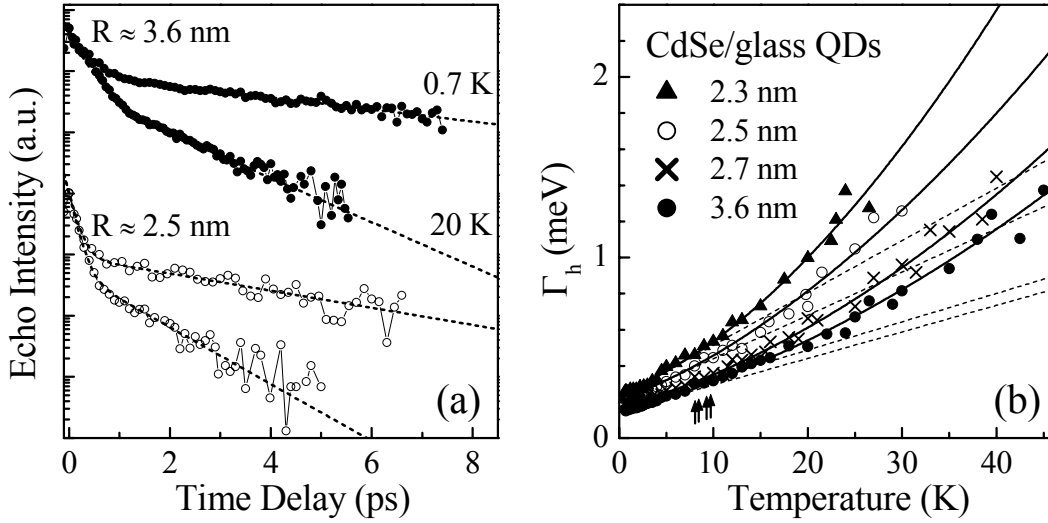 R ≈ 3.6 nm
0.7 K
20 K
R ≈ 2.5 nm
(a)
Echo Intensity (a.u.)
0 2 4 6 8
Time Delay (ps)
CdSe/glass QDs
2.3 nm
2.5 nm
2.7 nm
3.6 nm
(b)
Γh (meV)
2
1
0
0 10 20 30 40
Temperature (K)